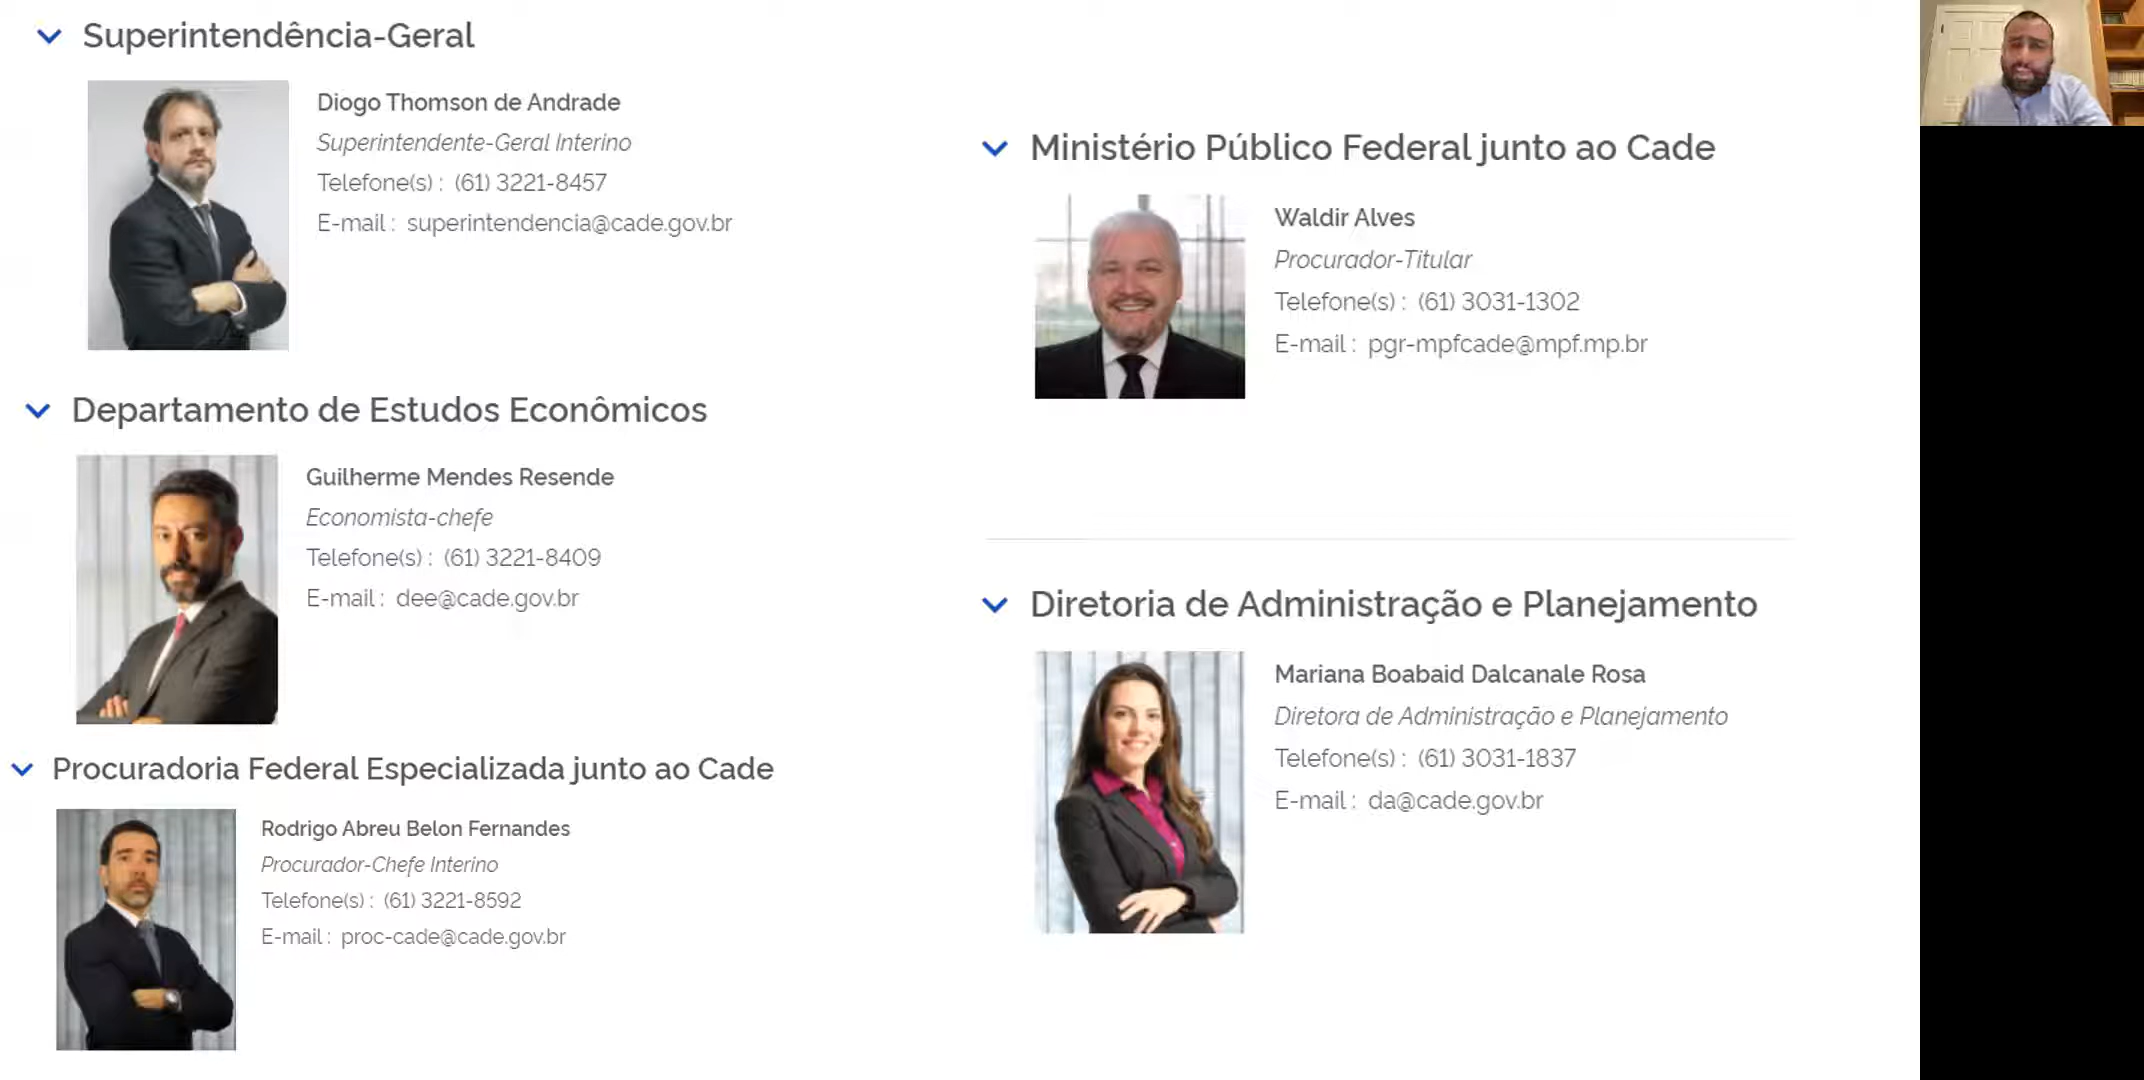 Superintendência-Geral
Diogo Thomson de Andrade
Superintendente-Geral Interino
Telefone(s) : (61) 3221-8457
E-mail : superintendencia@cade.gov.br
Departamento de Estudos Econômicos
Guilherme Mendes Resende
Economista-chefe
Telefone(s) : (61) 3221-8409
E-mail : dee@cade.gov.br
Procuradoria Federal Especializada junto ao Cade
Rodrigo Abreu Belon Fernandes
Procurador-Chefe Interino
Telefone(s) : (61) 3221-8592
E-mail : proc-cade@cade.gov.br
Ministério Público Federal junto ao Cade
Waldir Alves
Procurador-Titular
Telefone(s) : (61) 3031-1302
E-mail : pgr-mpfcade@mpf.mp.br
Diretoria de Administração e Planejamento
Mariana Boabaid Dalcanale Rosa
Diretora de Administração e Planejamento
Telefone(s) : (61) 3031-1837
E-mail : da@cade.gov.br